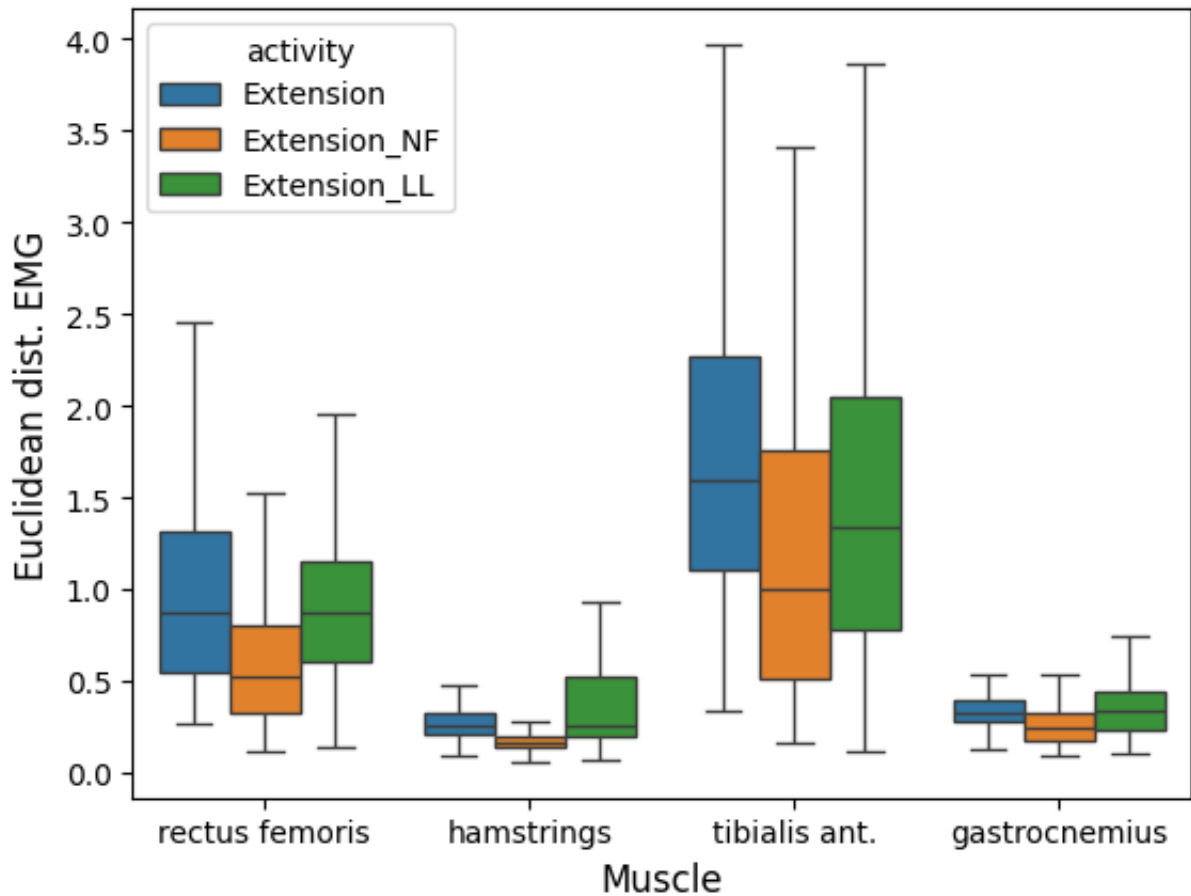 activity
Extension
Extension_NF
Extension_LL
4.0
3.5
3.0
2.5
2.0
1.5
1.0
0.5
0.0
Euclidean dist. EMG
rectus femoris
hamstrings
tibialis ant.
gastrocnemius
Muscle